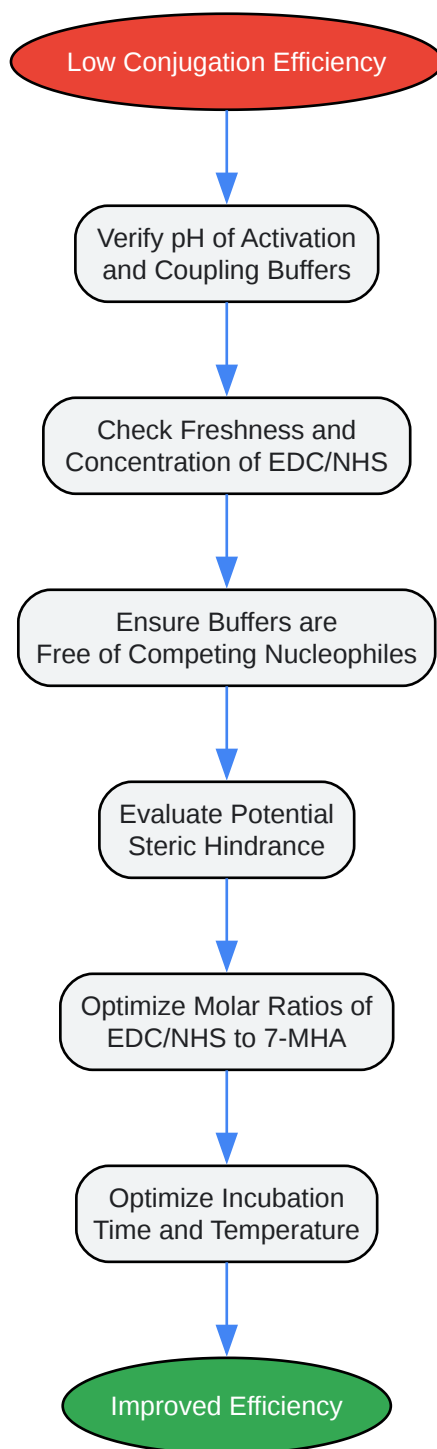 Low Conjugation Efficiency
Verify pH of Activation
and Coupling Buffers
Check Freshness and
Concentration of EDC/NHS
Ensure Buffers are
Free of Competing Nucleophiles
Evaluate Potential
Steric Hindrance
Optimize Molar Ratios of
EDC/NHS to 7-MHA
Optimize Incubation
Time and Temperature
Improved Efficiency